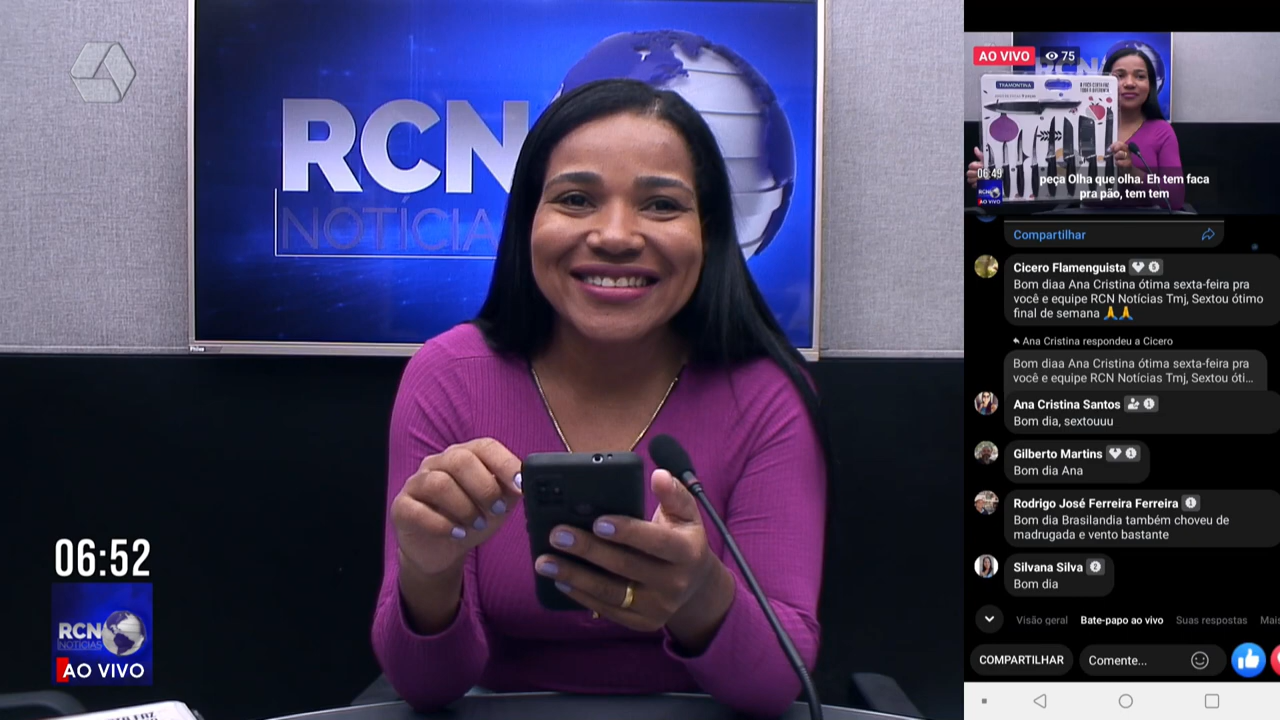 RCN
NOTÍCIA
06:52
RCN
NOTÍCIAS
AO VIVO
AO VIVO
75
RCN
TRAMONTINA
06:49
AO VIVO
peça Olha que olha. Eh tem faca
pra pão, tem tem
Compartilhar
Cicero Flamenguista
Bom diaa Ana Cristina ótima sexta-feira pra
você e equipe RCN Notícias Tmj, Sextou ótimo
final de semana 🙏🙏
Ana Cristina respondeu a Cicero
Bom diaa Ana Cristina ótima sexta-feira pra
você e equipe RCN Notícias Tmj, Sextou óti...
Ana Cristina Santos
Bom dia, sextouuu
Gilberto Martins
Bom dia Ana
Rodrigo José Ferreira Ferreira
Bom dia Brasilandia também choveu de
madrugada e vento bastante
Silvana Silva
Bom dia
Visão geral Bate-papo ao vivo Suas respostas Mais
COMPARTILHAR Comente...